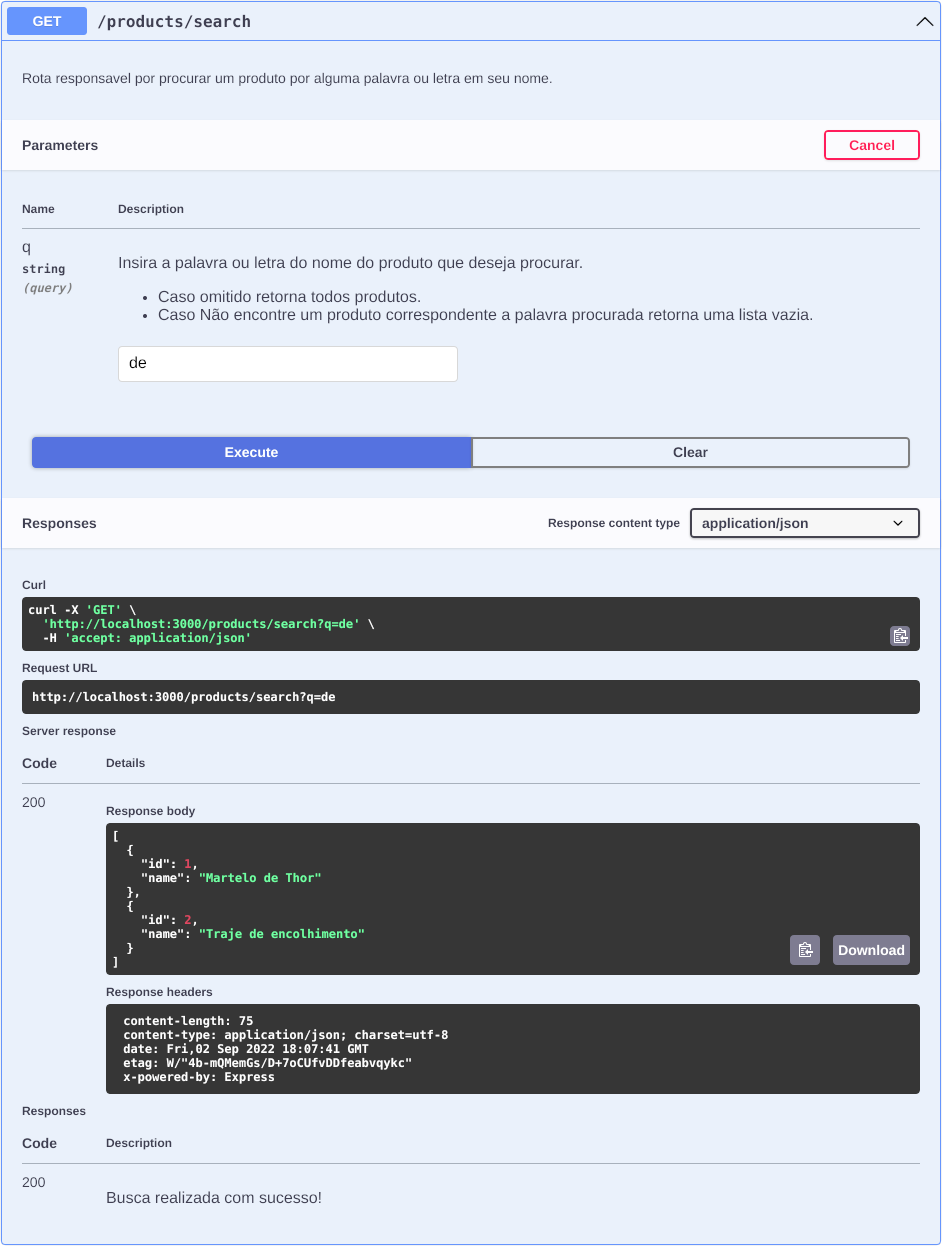 GET /products/search
Rota responsavel por procurar um produto por alguma palavra ou letra em seu nome.
Parameters
Cancel
Name Description
q
string
(query)
Insira a palavra ou letra do nome do produto que deseja procurar.
• Caso omitido retorna todos produtos.
• Caso Não encontre um produto correspondente a palavra procurada retorna uma lista vazia.
de
Execute Clear
Responses Response content type application/json
Curl
curl -X 'GET' \
  'http://localhost:3000/products/search?q=de' \
  -H 'accept: application/json'
Request URL
http://localhost:3000/products/search?q=de
Server response
Code Details
200
Response body
[
  {
    "id": 1,
    "name": "Martelo de Thor"
  },
  {
    "id": 2,
    "name": "Traje de encolhimento"
  }
]
Download
Response headers
content-length: 75
content-type: application/json; charset=utf-8
date: Fri,02 Sep 2022 18:07:41 GMT
etag: W/"4b-mQMemGs/D+7oCUfvDDfeabvqykc"
x-powered-by: Express
Responses
Code Description
200
Busca realizada com sucesso!